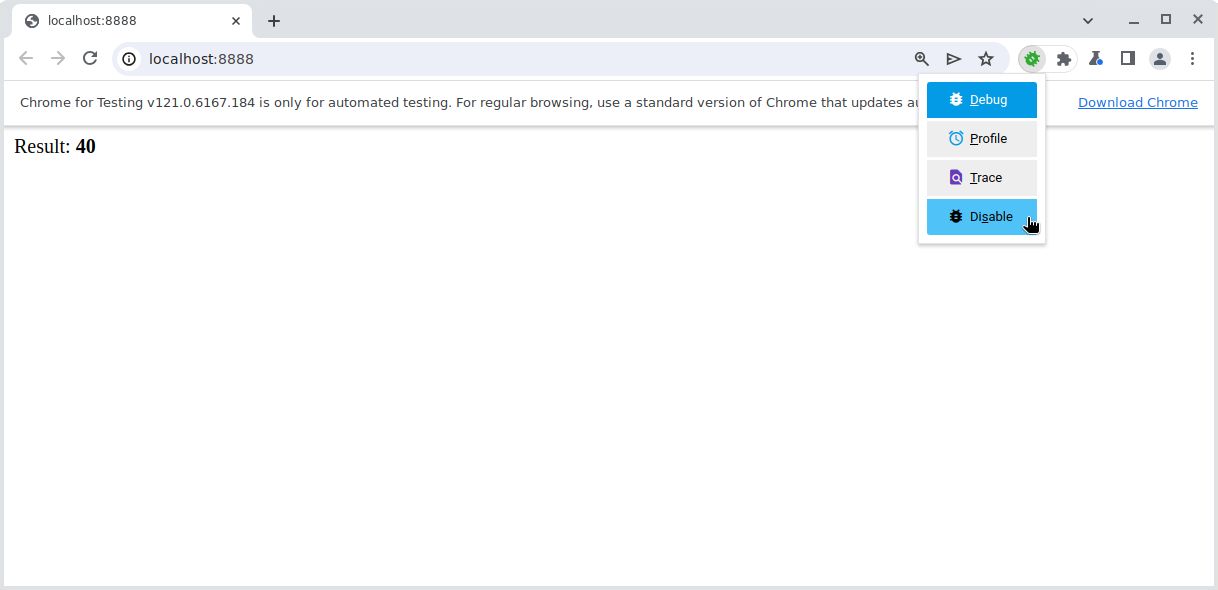 localhost:8888
localhost:8888
Chrome for Testing v121.0.6167.184 is only for automated testing. For regular browsing, use a standard version of Chrome that updates
Download Chrome
Debug
Profile
Trace
Disable
Result: 40